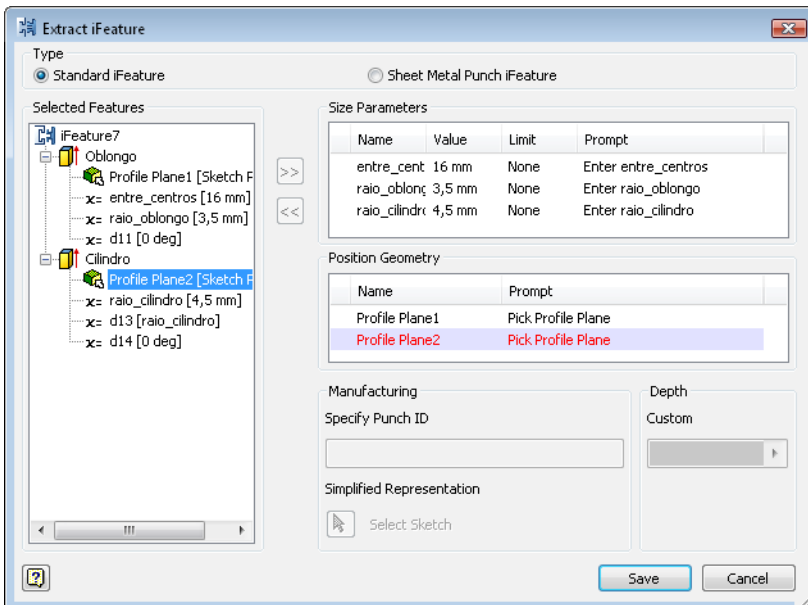 Extract iFeature
Type
Standard iFeature
Sheet Metal Punch iFeature
Selected Features
iFeature7
Oblongo
Profile Plane1 [Sketch F
x= entre_centros [16 mm]
x= raio_oblongo [3,5 mm]
x= d11 [0 deg]
Cilindro
Profile Plane2 [Sketch F
x= raio_cilindro [4,5 mm]
x= d13 [raio_cilindro]
x= d14 [0 deg]
>>
<<
Size Parameters
Name Value Limit Prompt
entre_cent 16 mm None Enter entre_centros
raio_oblong 3,5 mm None Enter raio_oblongo
raio_cilindr 4,5 mm None Enter raio_cilindro
Position Geometry
Name Prompt
Profile Plane1 Pick Profile Plane
Profile Plane2 Pick Profile Plane
Manufacturing
Specify Punch ID
Simplified Representation
Select Sketch
Depth
Custom
Save
Cancel